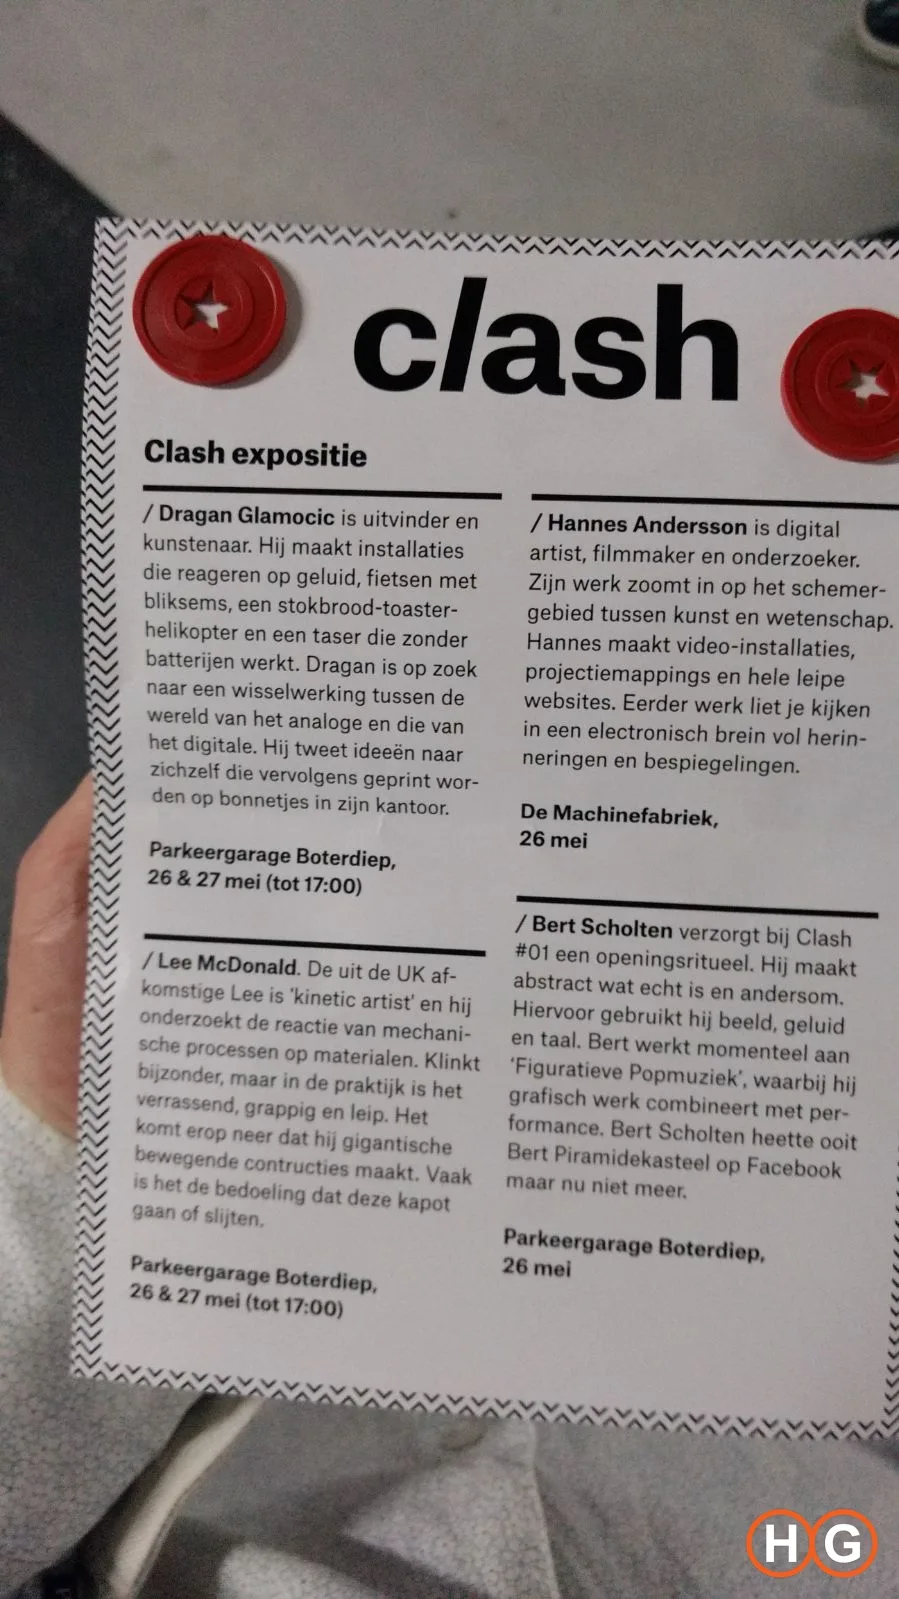 clash
Clash expositie
/ Dragan Glamocic is uitvinder en
kunstenaar. Hij maakt installaties
die reageren op geluid, fietsen met
bliksems, een stokbrood-toaster-
helikopter en een taser die zonder
batterijen werkt. Dragan is op zoek
naar een wisselwerking tussen de
wereld van het analoge en die van
het digitale. Hij tweet ideeën naar
zichzelf die vervolgens geprint wor-
den op bonnetjes in zijn kantoor.
Parkeergarage Boterdiep,
26 & 27 mei (tot 17:00)
/ Lee McDonald. De uit de UK af-
komstige Lee is 'kinetic artist' en hij
onderzoekt de reactie van mechani-
sche processen op materialen. Klinkt
bijzonder, maar in de praktijk is het
verrassend, grappig en leip. Het
komt erop neer dat hij gigantische
bewegende contructies maakt. Vaak
is het de bedoeling dat deze kapot
gaan of slijten.
Parkeergarage Boterdiep,
26 & 27 mei (tot 17:00)
/ Hannes Andersson is digital
artist, filmmaker en onderzoeker.
Zijn werk zoomt in op het schemer-
gebied tussen kunst en wetenschap.
Hannes maakt video-installaties,
projectiemappings en hele leipe
websites. Eerder werk liet je kijken
in een electronisch brein vol herin-
neringen en bespiegelingen.
De Machinefabriek,
26 mei
/ Bert Scholten verzorgt bij Clash
#01 een openingsritueel. Hij maakt
abstract wat echt is en andersom.
Hiervoor gebruikt hij beeld, geluid
en taal. Bert werkt momenteel aan
'Figuratieve Popmuziek', waarbij hij
grafisch werk combineert met per-
formance. Bert Scholten heette ooit
Bert Piramidekasteel op Facebook
maar nu niet meer.
Parkeergarage Boterdiep,
26 mei
HG